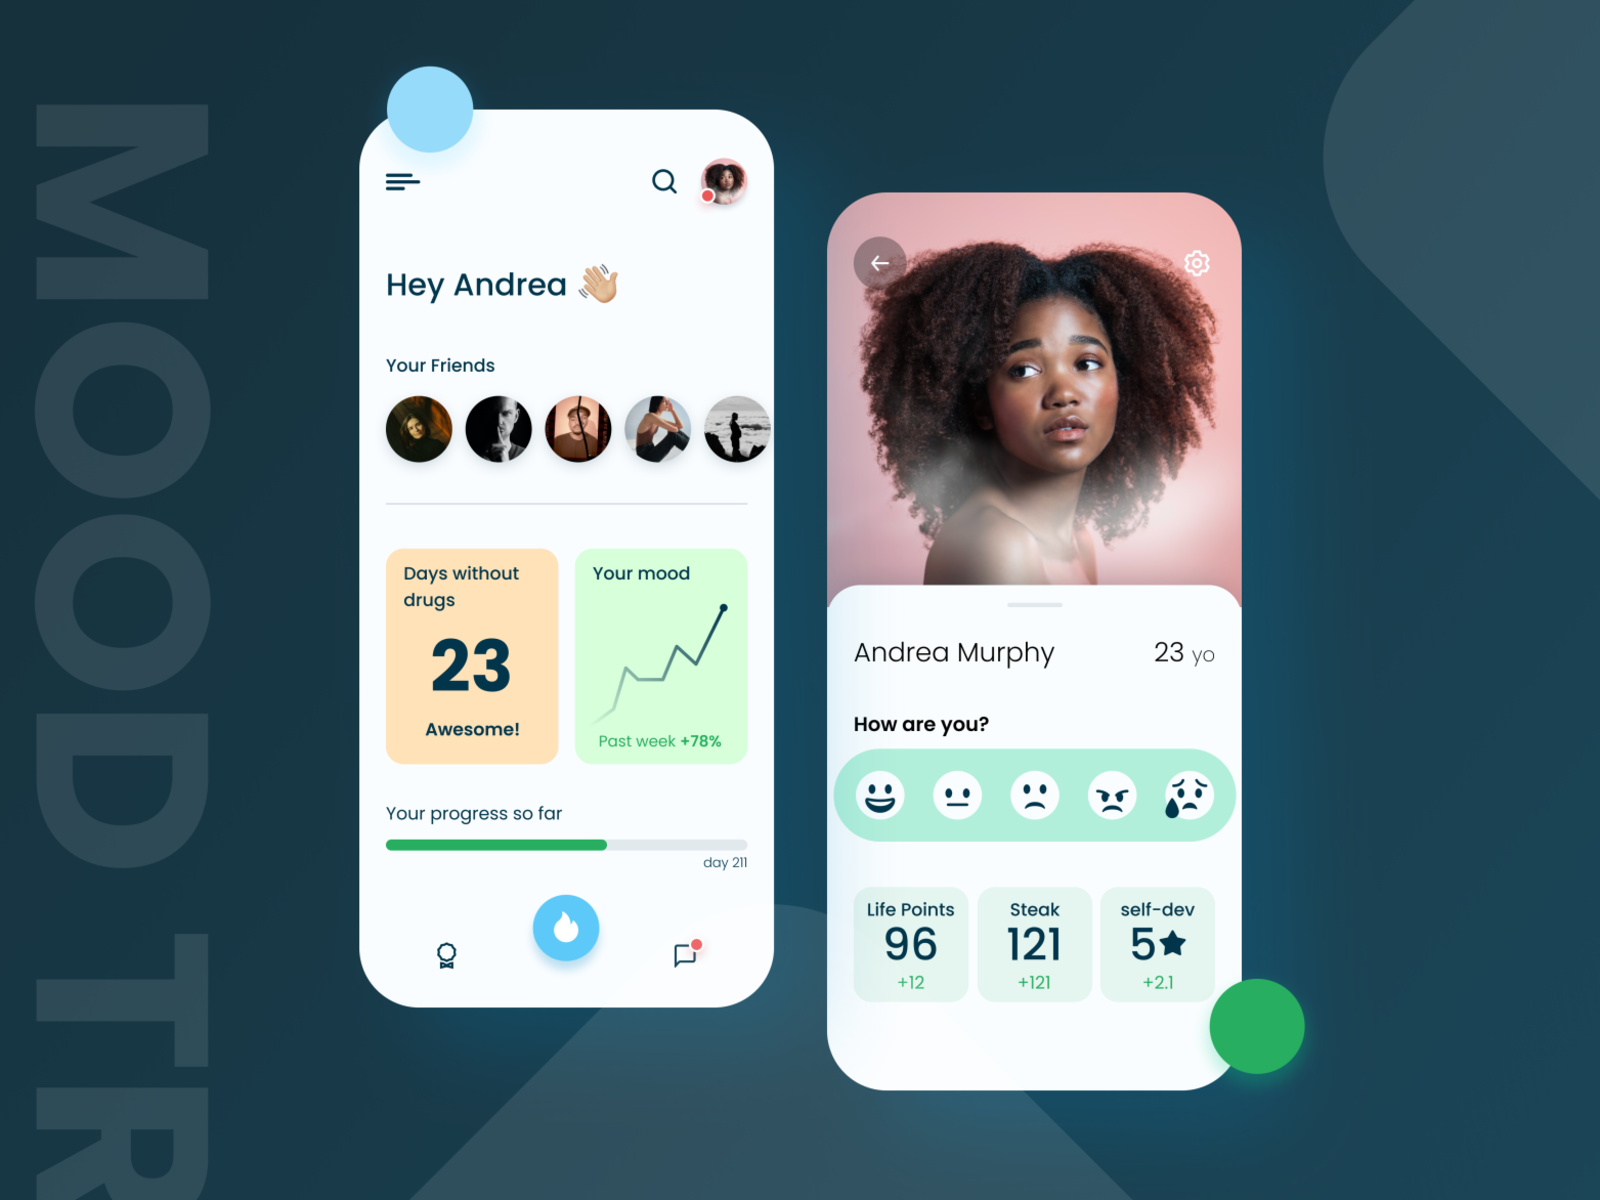 MOOD TR
Hey Andrea
Your Friends
Days without
drugs
23
Awesome!
Your mood
Past week +78%
Your progress so far
day 211
Andrea Murphy
23 yo
How are you?
Life Points
96
+12
Steak
121
+121
self-dev
5
+2.1